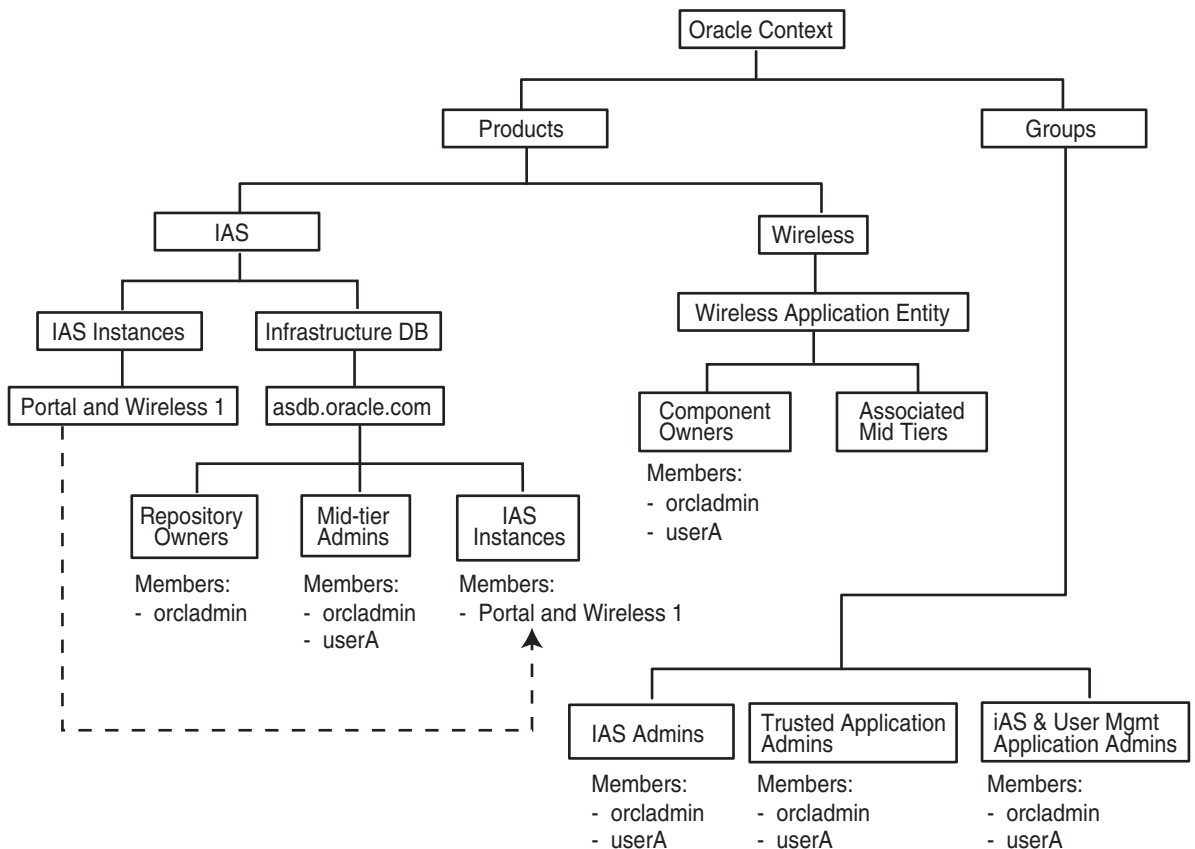 Oracle Context
Products
Groups
IAS
Wireless
IAS Instances
Infrastructure DB
Wireless Application Entity
Portal and Wireless 1
asdb.oracle.com
Component
Owners
Associated
Mid Tiers
Members:
- orcladmin
- userA
Repository
Owners
Mid-tier
Admins
IAS
Instances
Members:
- orcladmin
Members:
- orcladmin
- userA
Members:
- Portal and Wireless 1
IAS Admins
Trusted Application
Admins
iAS & User Mgmt
Application Admins
Members:
- orcladmin
- userA
Members:
- orcladmin
- userA
Members:
- orcladmin
- userA